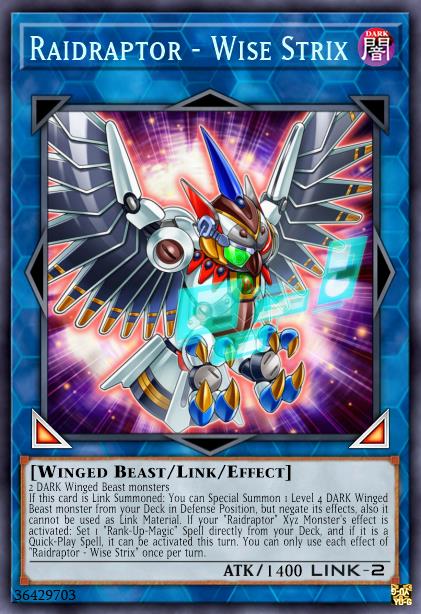 Raidraptor - Wise Strix
DARK
闇
[Winged Beast/Link/Effect]
2 DARK Winged Beast monsters
If this card is Link Summoned: You can Special Summon 1 Level 4 DARK Winged
Beast monster from your Deck in Defense Position, but negate its effects, also it
cannot be used as Link Material. If your "Raidraptor" Xyz Monster's effect is
activated: Set 1 "Rank-Up-Magic" Spell directly from your Deck, and if it is a
Quick-Play Spell, it can be activated this turn. You can only use each effect of
"Raidraptor - Wise Strix" once per turn.
ATK/1400 LINK-2
36429703